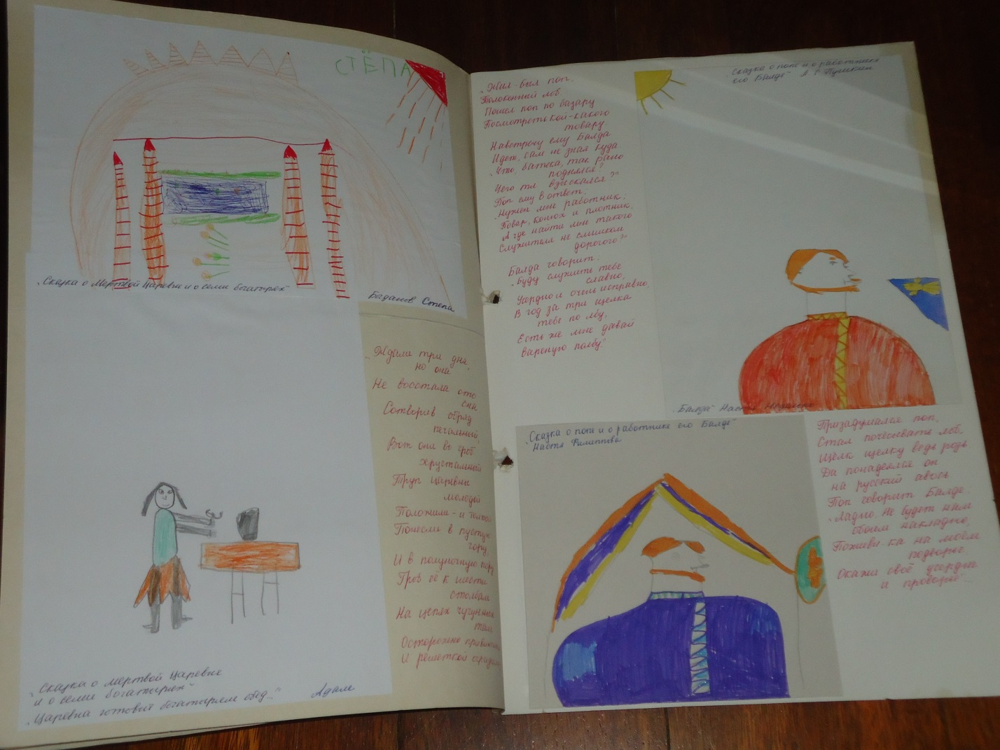 СТЁПА
„Сказка о Мертвой Царевне и о семи богатырях"
Баданов Степа
„Ждали три дня,
но она
Не восстала ото
сна
Сотворив обряд
печальный,
Вот они во гроб
хрустальный
Труп царевны
молодой
Положили - и толпой
Понесли в пустую
гору,
И в полуночную пору
Гроб её к шести
столбам
На цепях чугунных
там
Осторожно
И решеткой
„Сказка о мертвой Царевне
и о семи богатырях"
„Царевна готовит богатырям обед..." Адам
„Жил-был поп,
Толоконный лоб.
Пошел поп по базару
Посмотреть кой-какого
товару
Навстречу ему Балда
Идет, сам не зная куда
„Что, батька, так рано
поднялся?
Чего ты взыскался?"
Поп ему в ответ:
„Нужен мне работник:
Повар, конюх и плотник.
А где найти мне такого
Служителя не слишком
дорогого?"
Балда говорит:
„Буду служить тебе
славно,
Усердно и очень исправно,
В год за три щелка
тебе по лбу,
Есть же мне давай
вареную полбу"
„Сказка о попе и о работнике
его Балде" А С Пушкин
„Балда" Настя
„Сказка о попе и о работнике его Балде"
Настя Филиппова
Призадумался поп,
Стал почесывать лоб.
Щелк щелку ведь розь
Да понадеялся он
на русский авось
Поп говорит Балде:
„Ладно. Не будет нам
обоим накладно,
Поживи-ка на моём
подворье,
Окажи своё усердие
и проворье"...